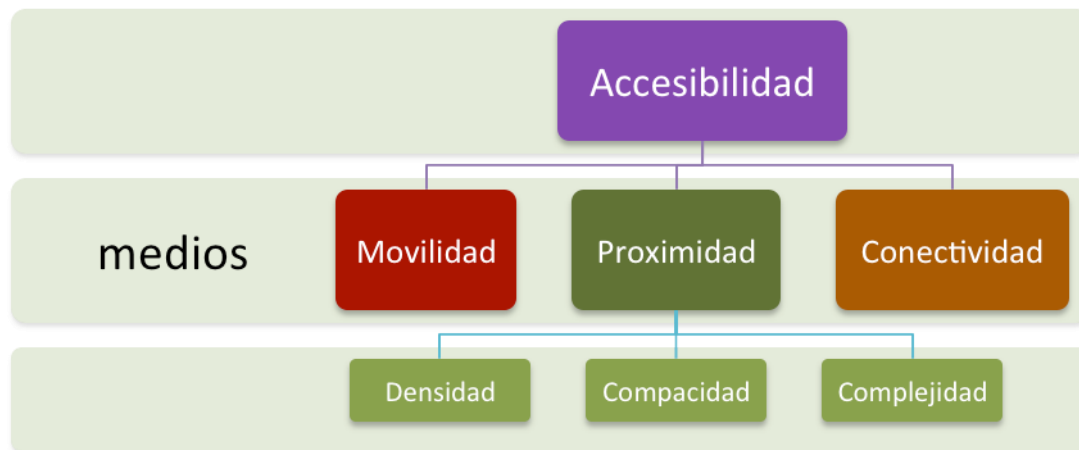 Accesibilidad
medios
Movilidad
Proximidad
Conectividad
Densidad
Compacidad
Complejidad